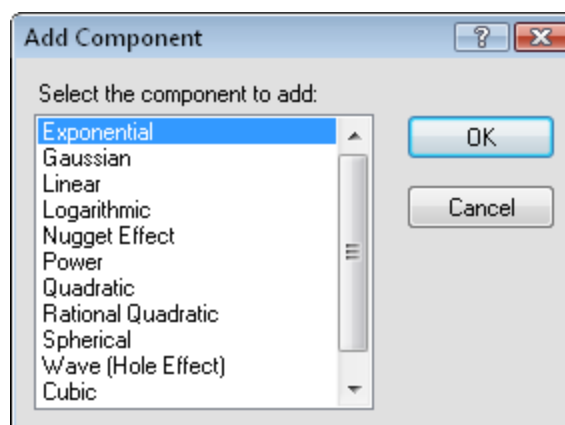 Add Component
?
Select the component to add:
Exponential
Gaussian
Linear
Logarithmic
Nugget Effect
Power
Quadratic
Rational Quadratic
Spherical
Wave (Hole Effect)
Cubic
OK
Cancel